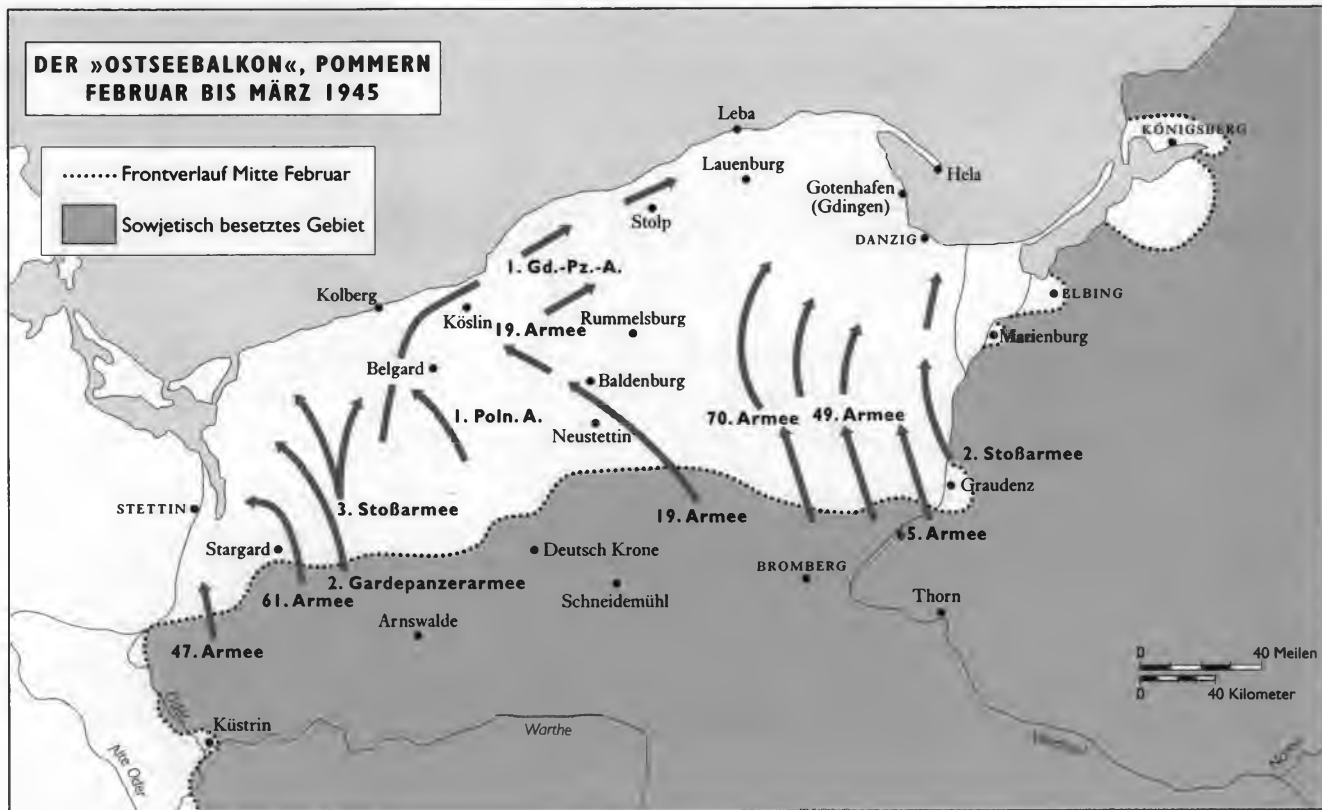 DER »OSTSEEBALKON«, POMMERN
FEBRUAR BIS MÄRZ 1945
Frontverlauf Mitte Februar
Sowjetisch besetztes Gebiet
Leba
Lauenburg
Hela
KÖNIGSBERG
Gotenhafen
(Gdingen)
Stolp
DANZIG
1. Gd.-Pz.-A.
Kolberg
Köslin
ELBING
19. Armee
Rummelsburg
Belgard
Baldenburg
1. Poln. A.
Neustettin
70. Armee
49. Armee
2. Stoßarmee
Graudenz
STETTIN
3. Stoßarmee
19. Armee
5. Armee
Stargard
Deutsch Krone
BROMBERG
2. Gardepanzerarmee
Schneidemühl
61. Armee
Thorn
Arnswalde
47. Armee
0 40 Meilen
0 40 Kilometer
Küstrin
Warthe
Alte Oder